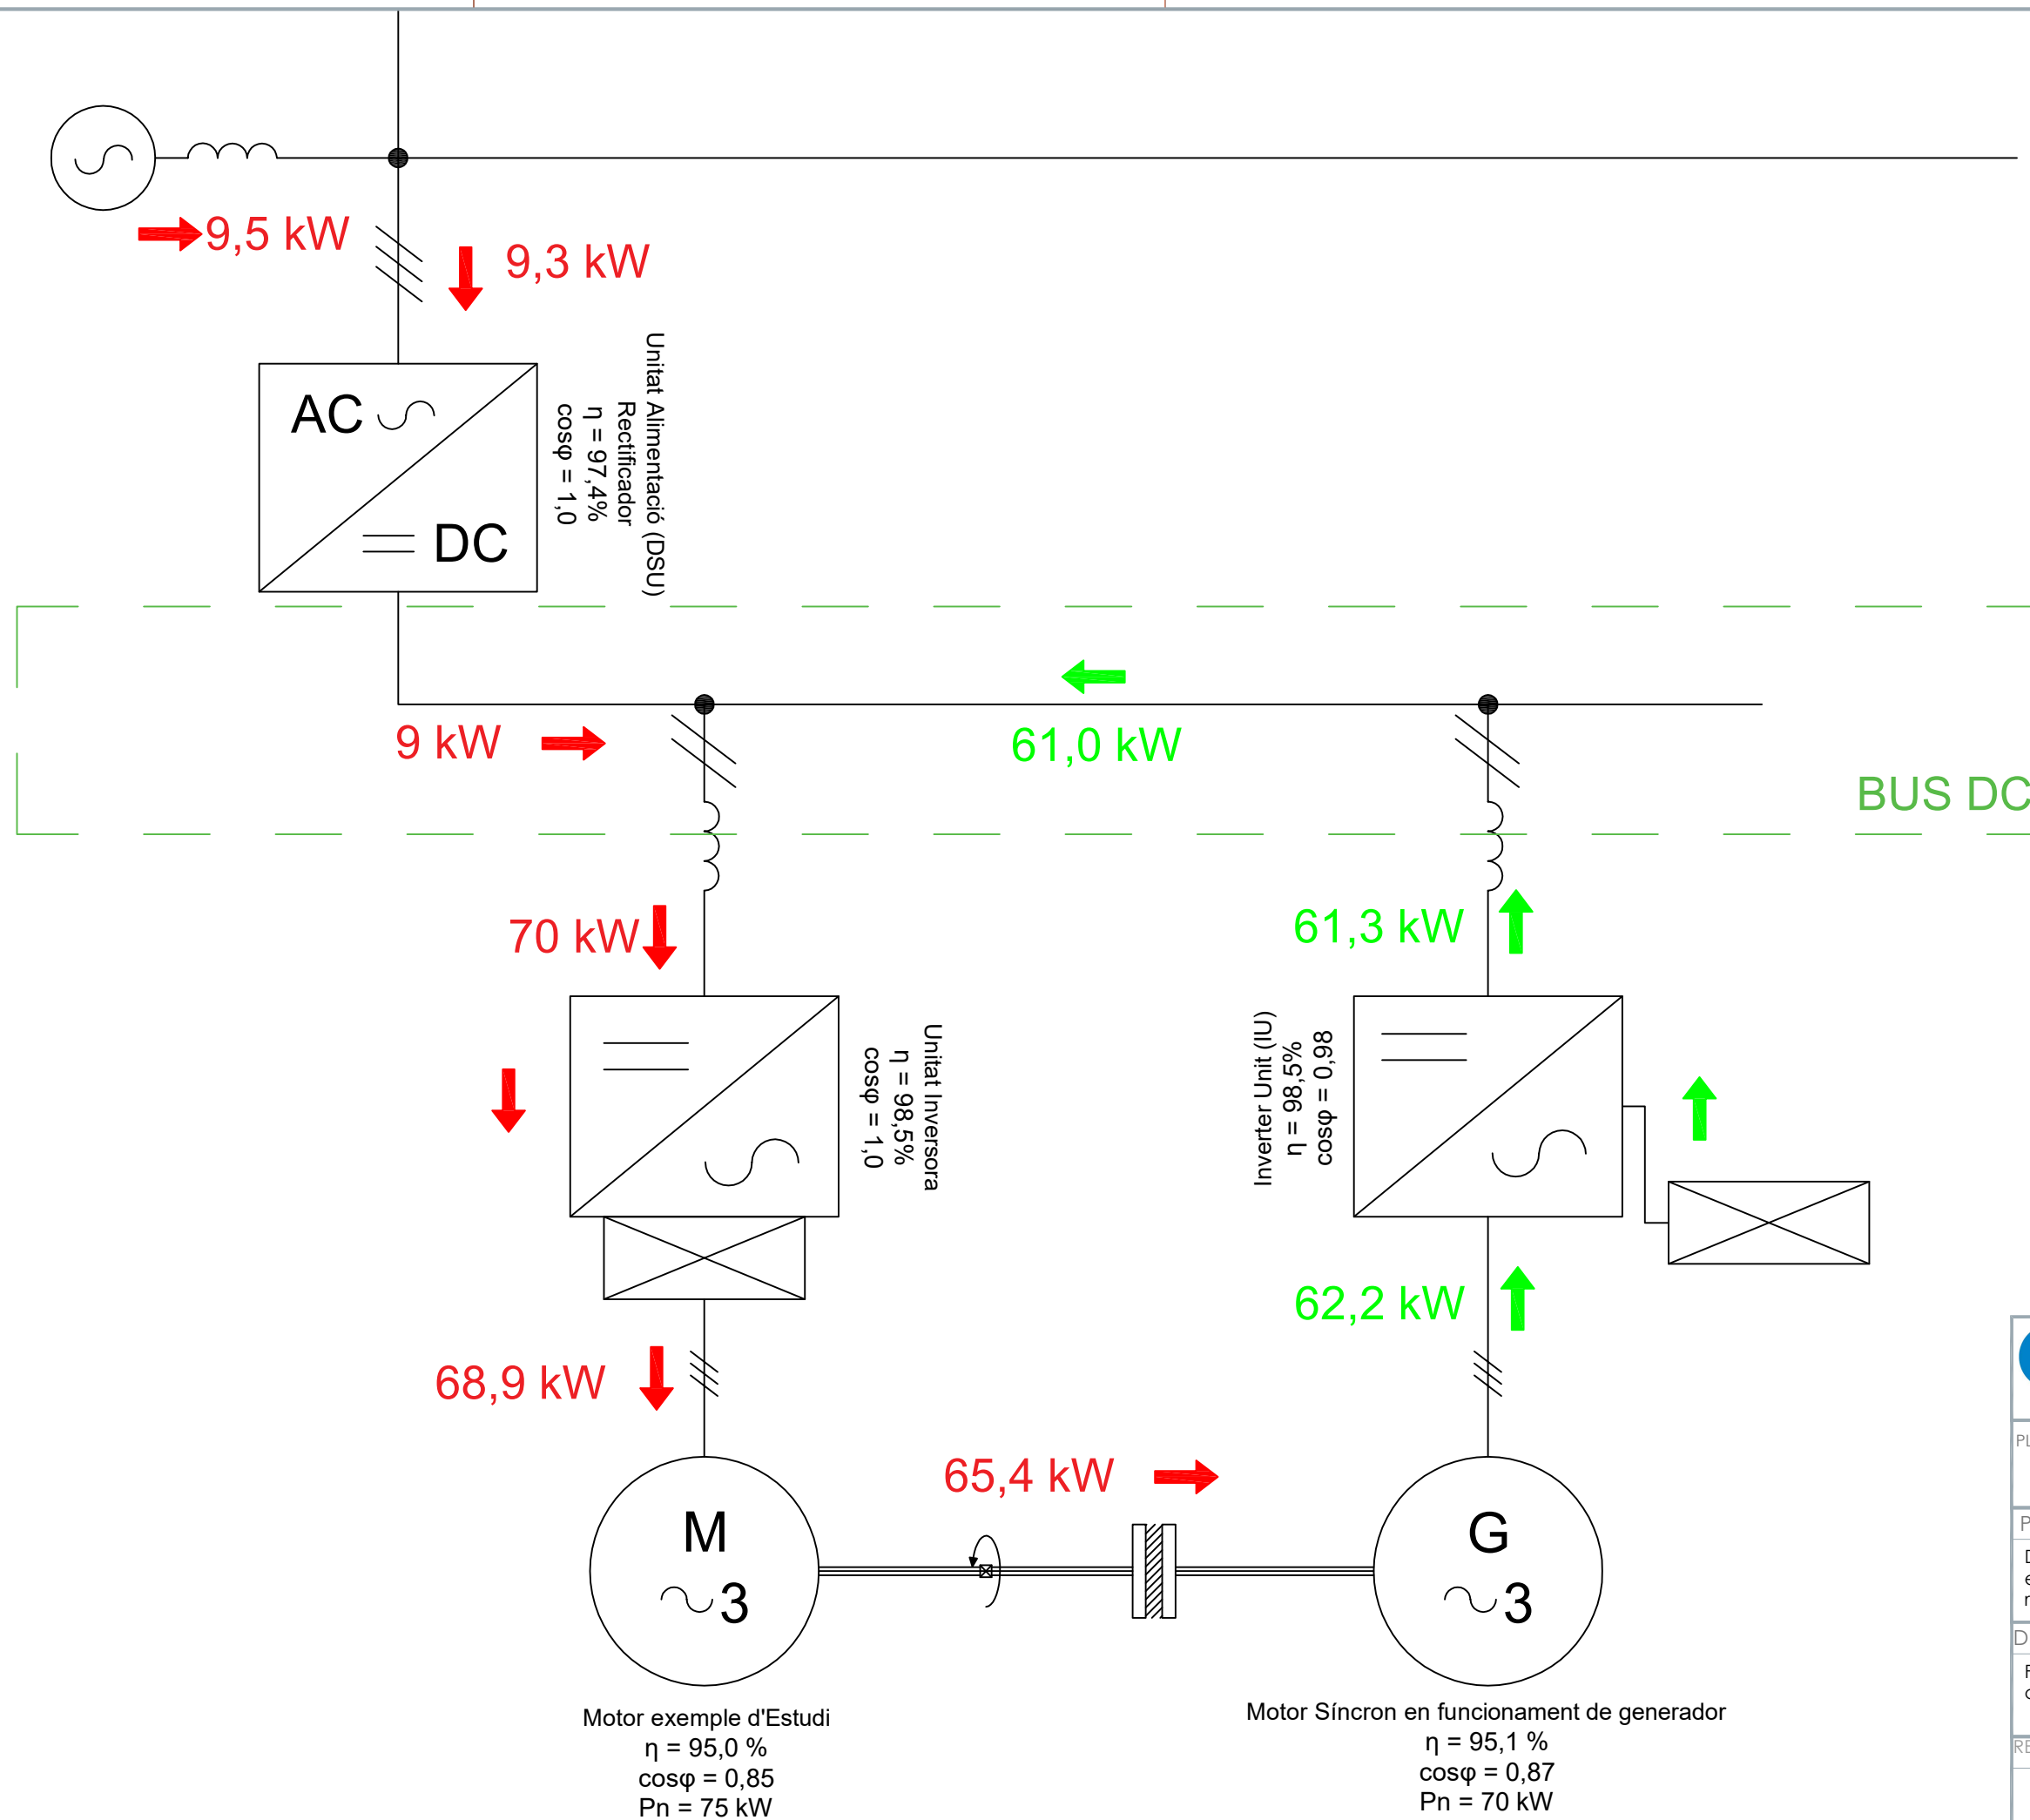 9,5 kW
9,3 kW
AC
DC
Unitat Alimentació (DSU)
Rectificador
η = 97,4%
cosφ = 1,0
9 kW
61,0 kW
BUS DC
70 kW
61,3 kW
Unitat Inversora
η = 98,5%
cosφ = 1,0
Inverter Unit (IU)
η = 98,5%
cosφ = 0,98
68,9 kW
62,2 kW
65,4 kW
M
3
G
3
Motor exemple d'Estudi
η = 95,0 %
cosφ = 0,85
Pn = 75 kW
Motor Síncron en funcionament de generador
η = 95,1 %
cosφ = 0,87
Pn = 70 kW